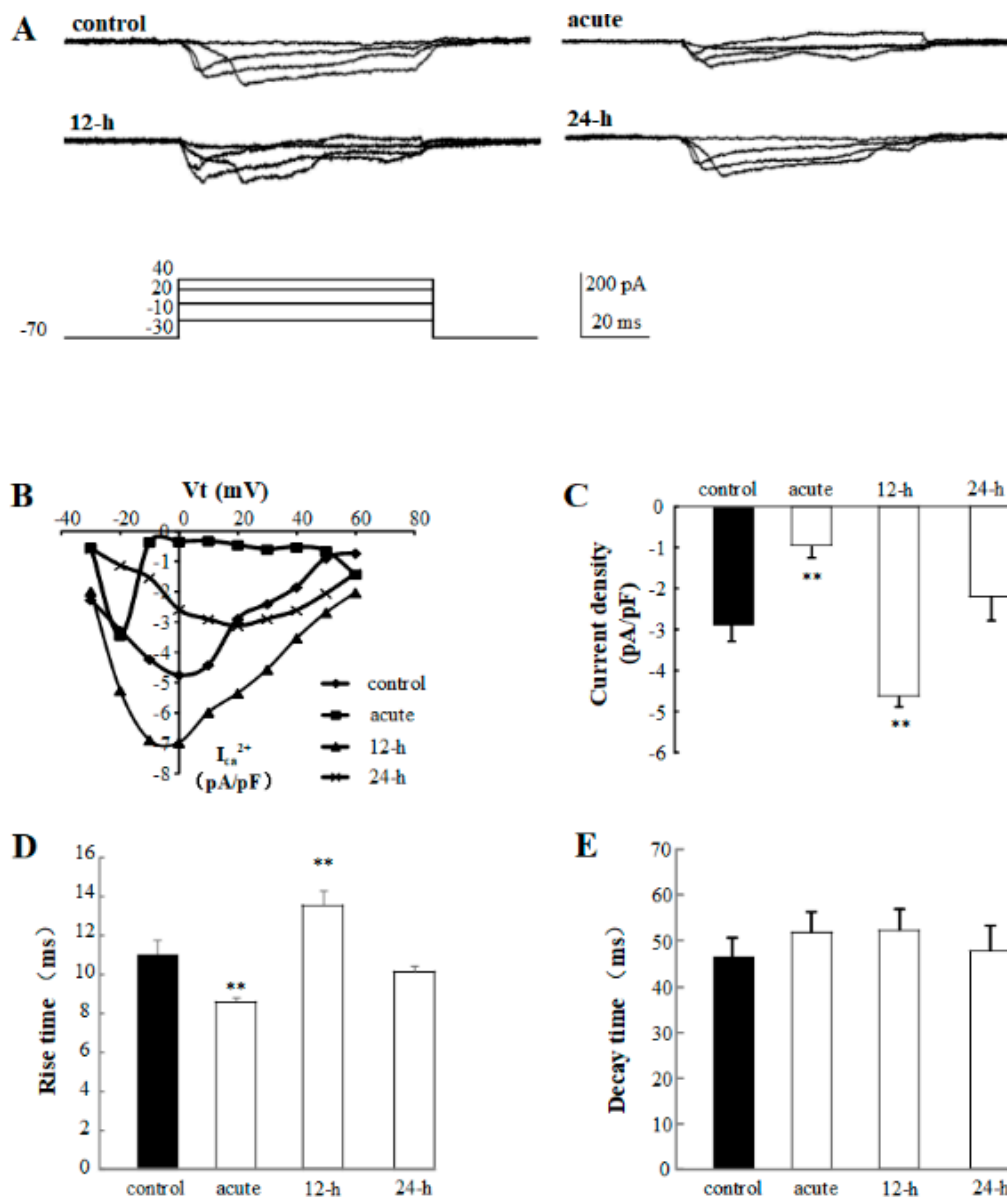 A control acute
12-h 24-h
40
20
-10
-30
-70
200 pA
20 ms
B Vt (mV)
-40 -20 0 20 40 60 80
0
-1
-2
-3
-4
-5
-6
-7
-8
control
acute
12-h
24-h
Ica2+
(pA/pF)
C control acute 12-h 24-h
0
-1
-2
-3
-4
-5
-6
Current density
(pA/pF)
**
**
D
16
14
12
10
8
6
4
2
0
Rise time (ms)
**
**
control acute 12-h 24-h
E
70
60
50
40
30
20
10
0
Decay time (ms)
control acute 12-h 24-h